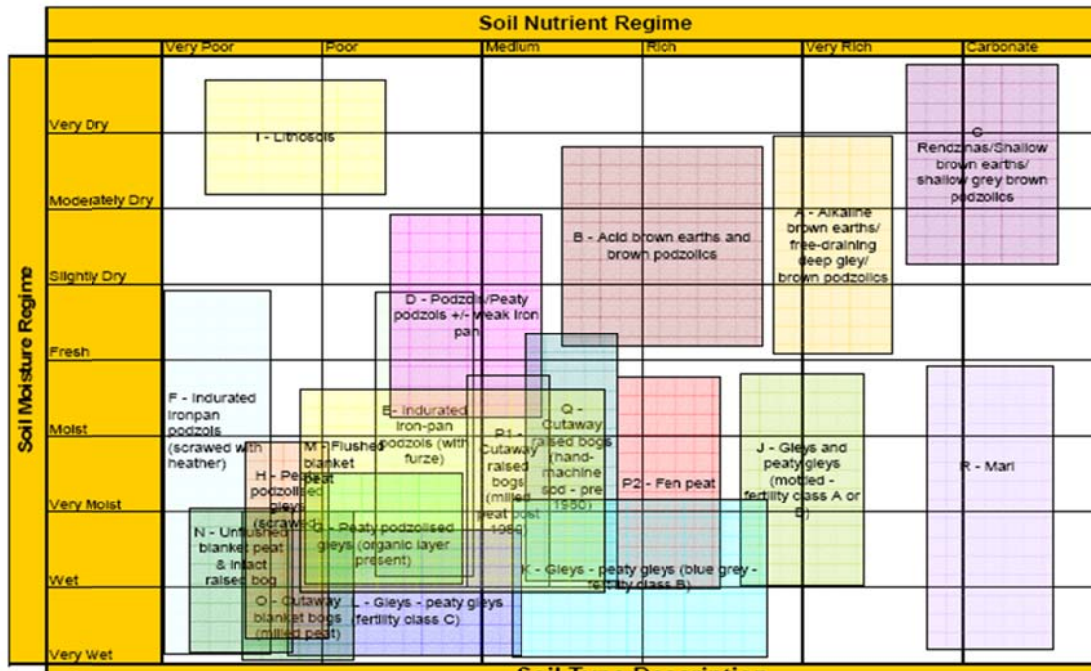 Soil Nutrient Regime
Very Poor
Poor
Medium
Rich
Very Rich
Carbonate
Soil Moisture Regime
Very Dry
Moderately Dry
Slightly Dry
Fresh
Moist
Very Moist
Wet
Very Wet
Lithosols
Rendzinas/Shallow
brown earths/
shallow grey brown
podzolics
A - Alkaline
brown earths/
free-draining
deep gley/
brown podzolics
B - Acid brown earths and
brown podzolics
D - Podzols/Peaty
podzols +/- weak Iron
pan
F - Indurated
Ironpan
podzols
(scrawed with
heather)
E- Indurated
Iron-pan
podzols (with
furze)
M - Flushed
blanket
peat
H - Peaty
podzolised
gleys
(scrawed
P1 -
Cutaway
raised
bogs
(milled
peat post
1980)
Q -
Cutaway
raised bogs
(hand-
machine
sod - pre
1980)
P2 - Fen peat
J - Gleys and
peaty gleys
(mottled -
fertility class A or
R - Marl
N - Unflushed
blanket peat
& intact
raised bog
Peaty podzolised
gleys (organic layer
present)
K - Gleys - peaty gleys (blue grey -
fertility class B)
O - Cutaway
blanket bogs
(milled peat)
L - Gleys - peaty gleys
(fertility class C)